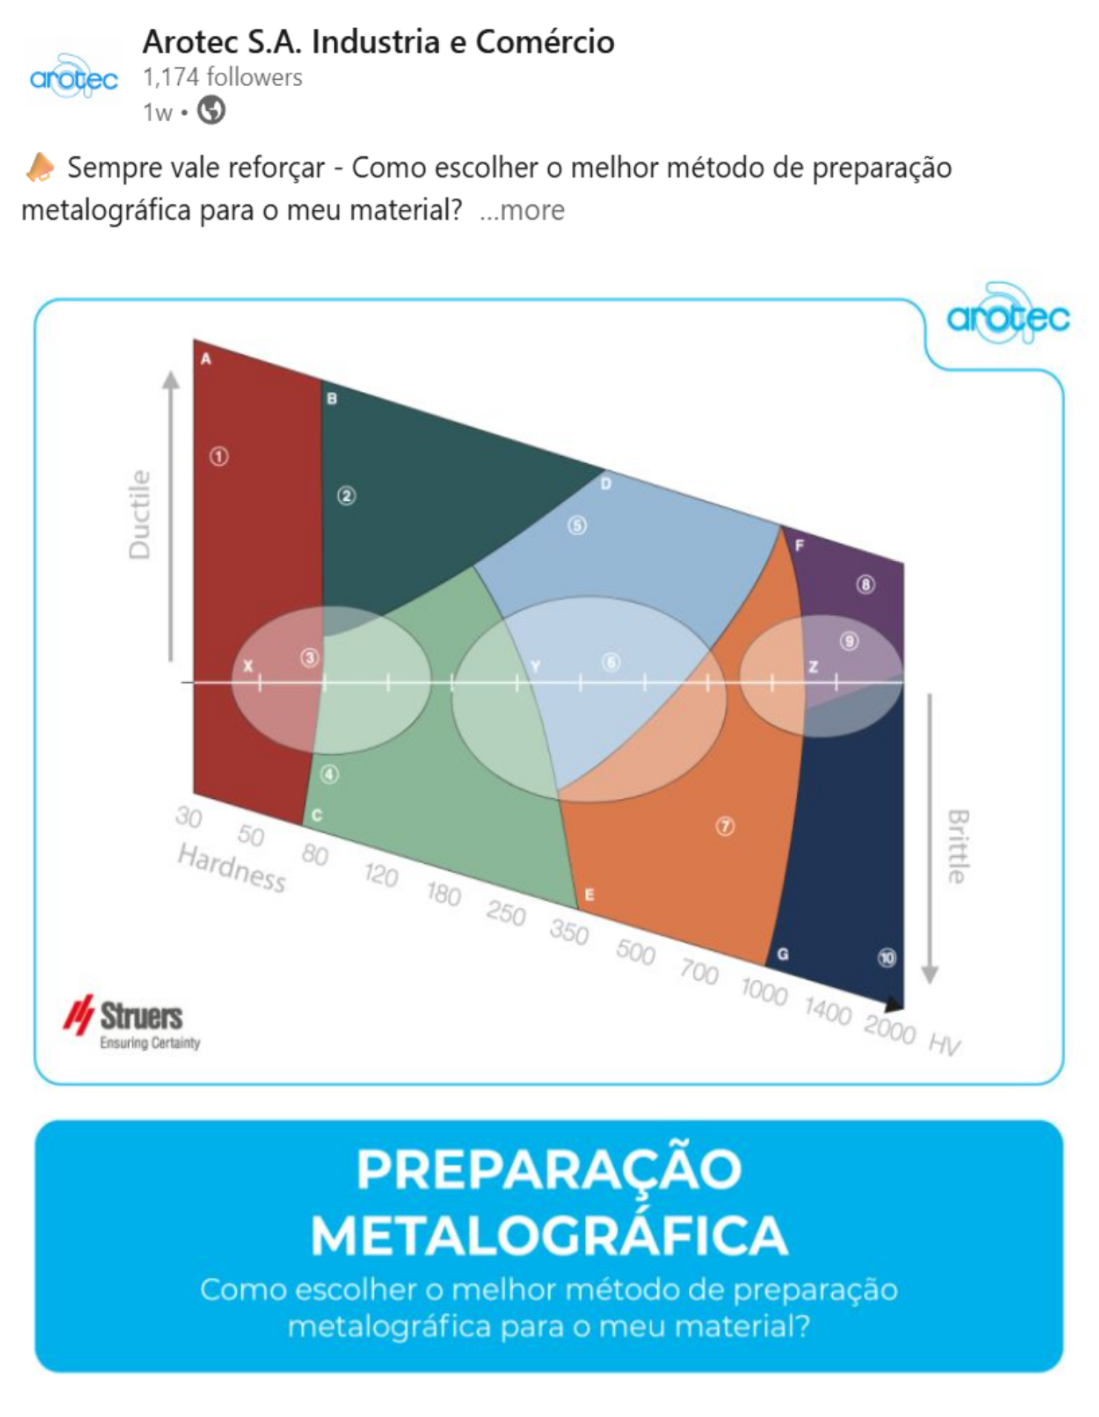 Arotec S.A. Industria e Comércio
arotec
1,174 followers
1w •
Sempre vale reforçar - Como escolher o melhor método de preparação
metalográfica para o meu material? ...more
arotec
A
B
①
D
②
⑤
F
⑧
⑨
X
③
Y
⑥
Z
④
C
⑦
E
G
⑩
Ductile
Brittle
30 50 80 120 180 250 350 500 700 1000 1400 2000 HV
Hardness
Struers
Ensuring Certainty
PREPARAÇÃO
METALOGRÁFICA
Como escolher o melhor método de preparação
metalográfica para o meu material?